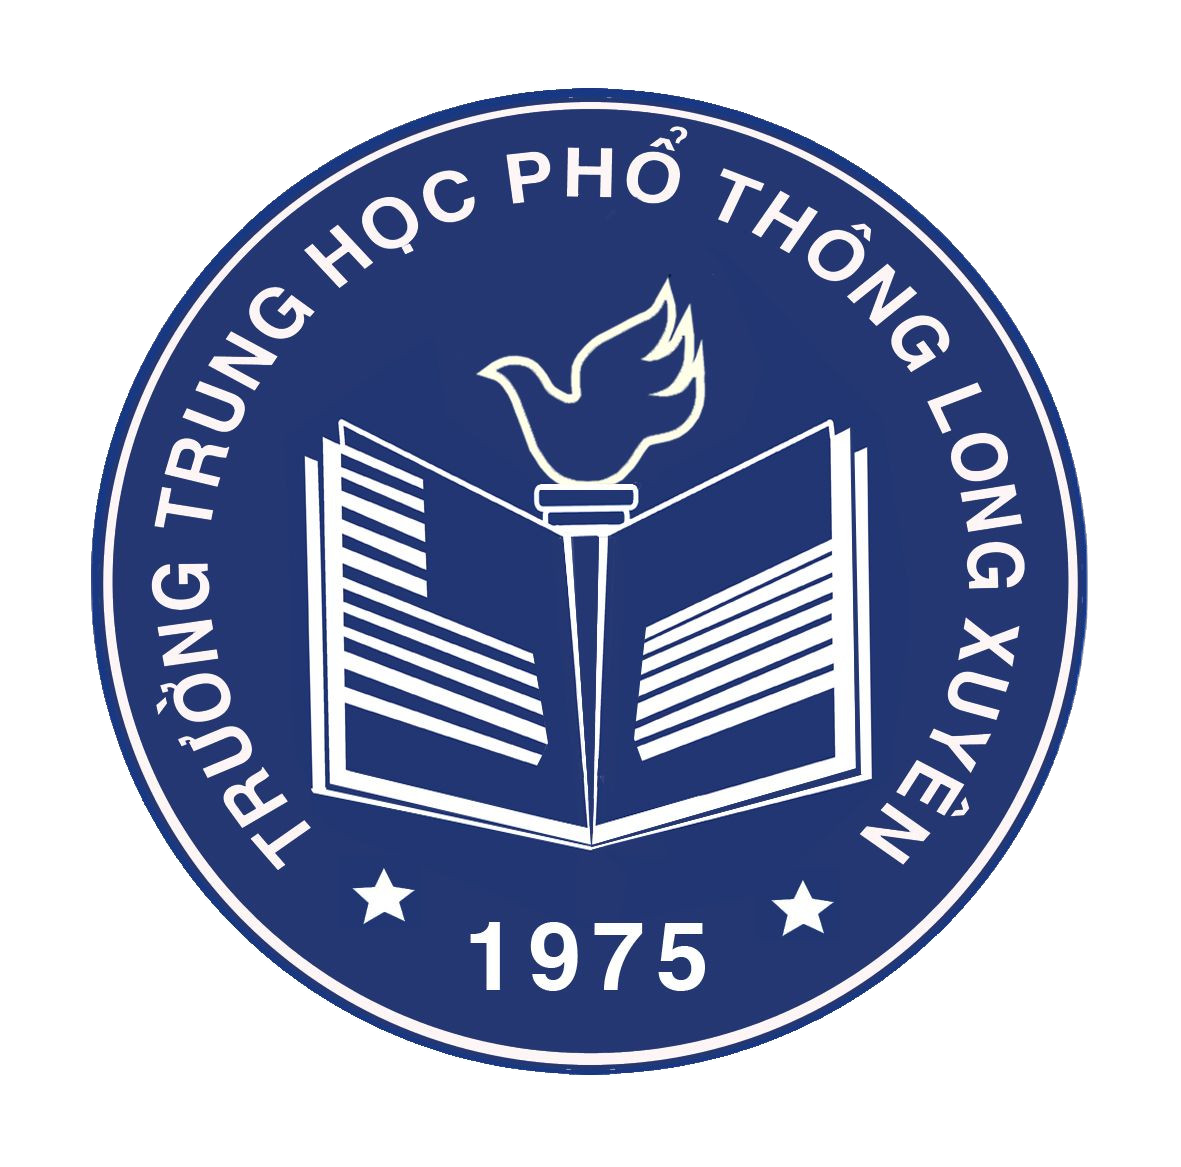 TRƯỜNG TRUNG HỌC PHỔ THÔNG LONG XUYÊN
1975